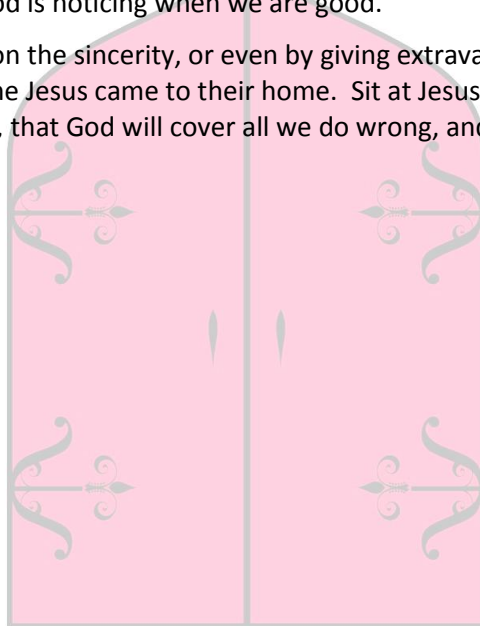 od is noticing when we are good.
on the sincerity, or even by giving extrava
ne Jesus came to their home.  Sit at Jesus
, that God will cover all we do wrong, and